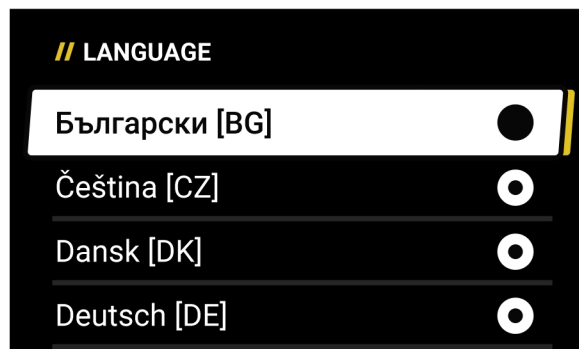 // LANGUAGE
Български [BG]
Čeština [CZ]
Dansk [DK]
Deutsch [DE]